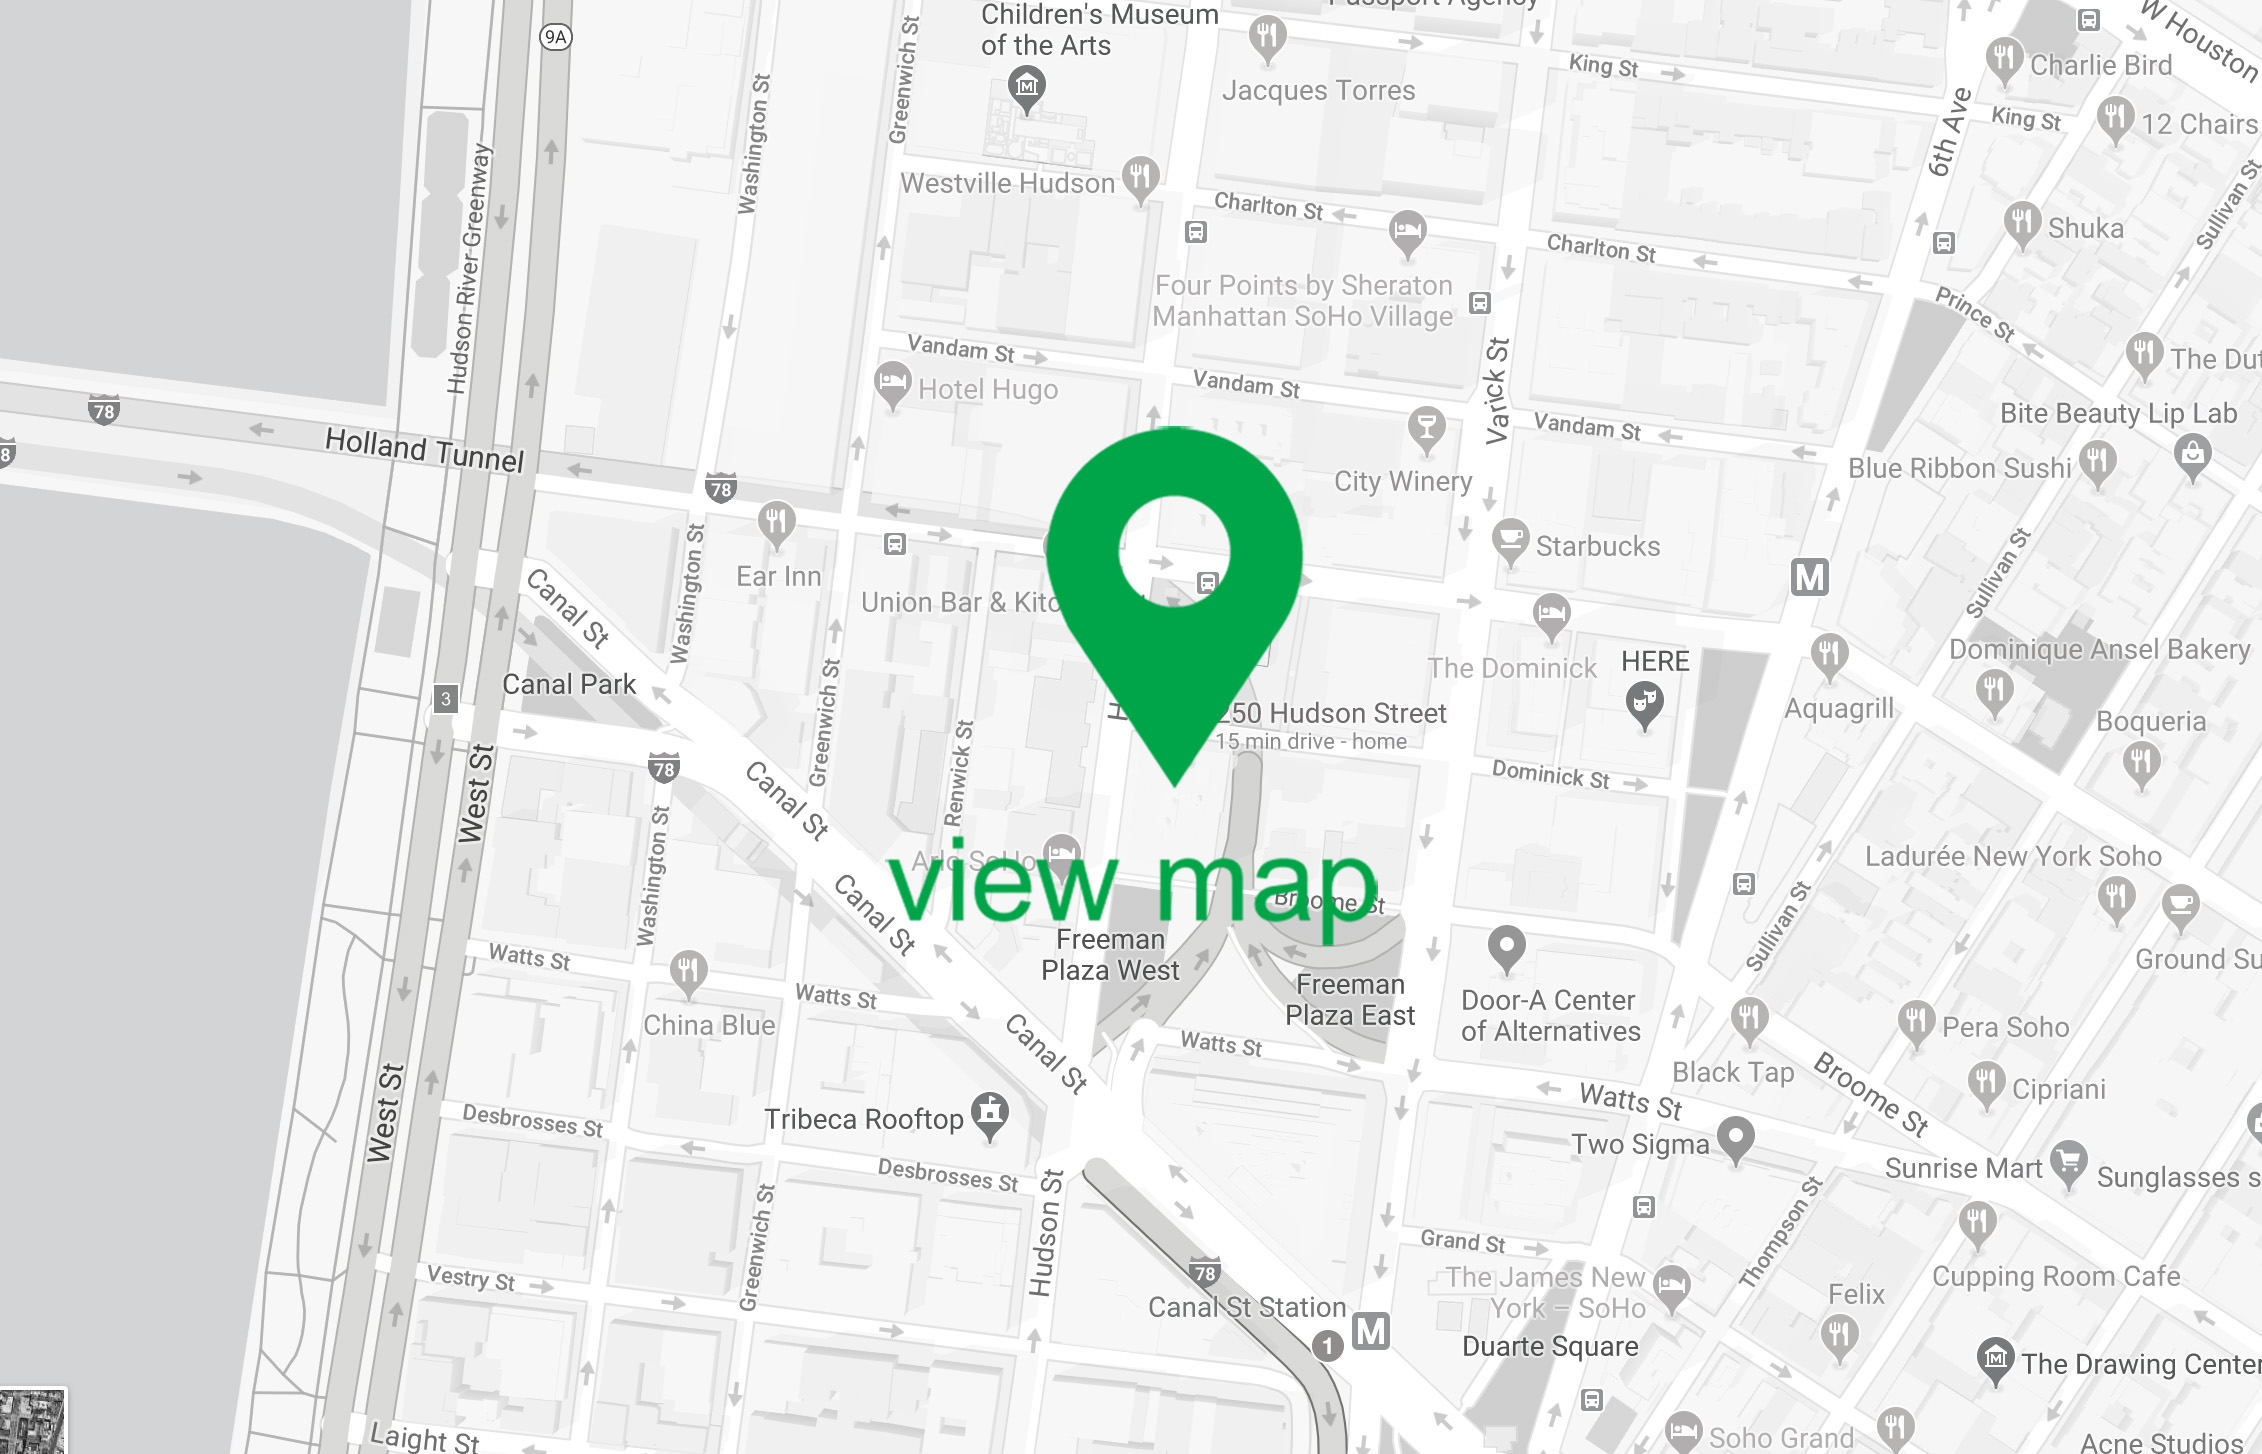 Passport Agency
Children's Museum
of the Arts
9A
Jacques Torres
King St
King St
W Houston
Charlie Bird
12 Chairs
6th Ave
Greenwich St
Washington St
Hudson River Greenway
Westville Hudson
Charlton St
Charlton St
Shuka
Sullivan St
Four Points by Sheraton
Manhattan SoHo Village
Prince St
Vandam St
Vandam St
Vandam St
Varick St
Hotel Hugo
Bite Beauty Lip Lab
78
Holland Tunnel
78
City Winery
Blue Ribbon Sushi
Starbucks
M
Ear Inn
Union Bar &
Canal St
Washington St
Sullivan St
The Dominick
HERE
Dominique Ansel Bakery
Canal Park
3
Aquagrill
Boqueria
250 Hudson Street
15 min drive - home
Greenwich St
Renwick St
78
West St
Canal St
Dominick St
Washington St
Arlo SoHo
view map
Broome St
Ladurée New York Soho
Canal St
Sullivan St
Freeman
Plaza West
Freeman
Plaza East
Watts St
Watts St
China Blue
Door-A Center
of Alternatives
Pera Soho
Canal St
Watts St
Black Tap
Broome St
Cipriani
West St
Watts St
Desbrosses St
Tribeca Rooftop
Two Sigma
Sunrise Mart
Sunglasses
Desbrosses St
Hudson St
Greenwich St
Thompson St
Grand St
Vestry St
78
The James New
York – SoHo
Cupping Room Cafe
Felix
Canal St Station
M
1
Duarte Square
The Drawing Center
Laight St
Soho Grand
Acne Studios